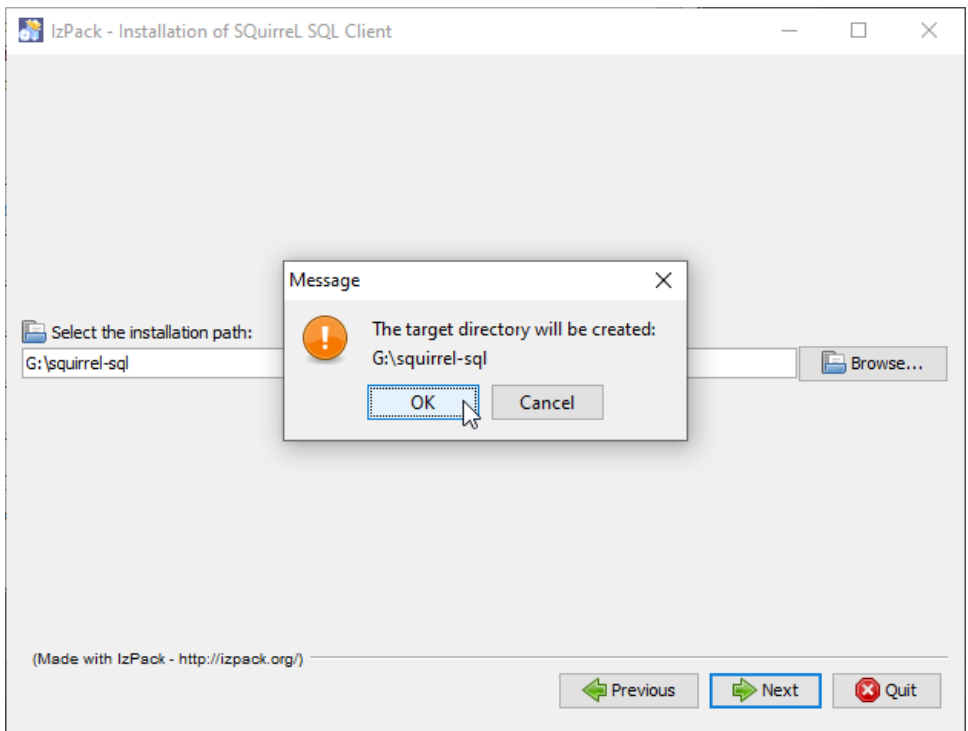 IzPack - Installation of SQuirreL SQL Client
Message
The target directory will be created:
G:\squirrel-sql
OK
Cancel
Select the installation path:
G:\squirrel-sql
Browse...
(Made with IzPack - http://izpack.org/)
Previous
Next
Quit